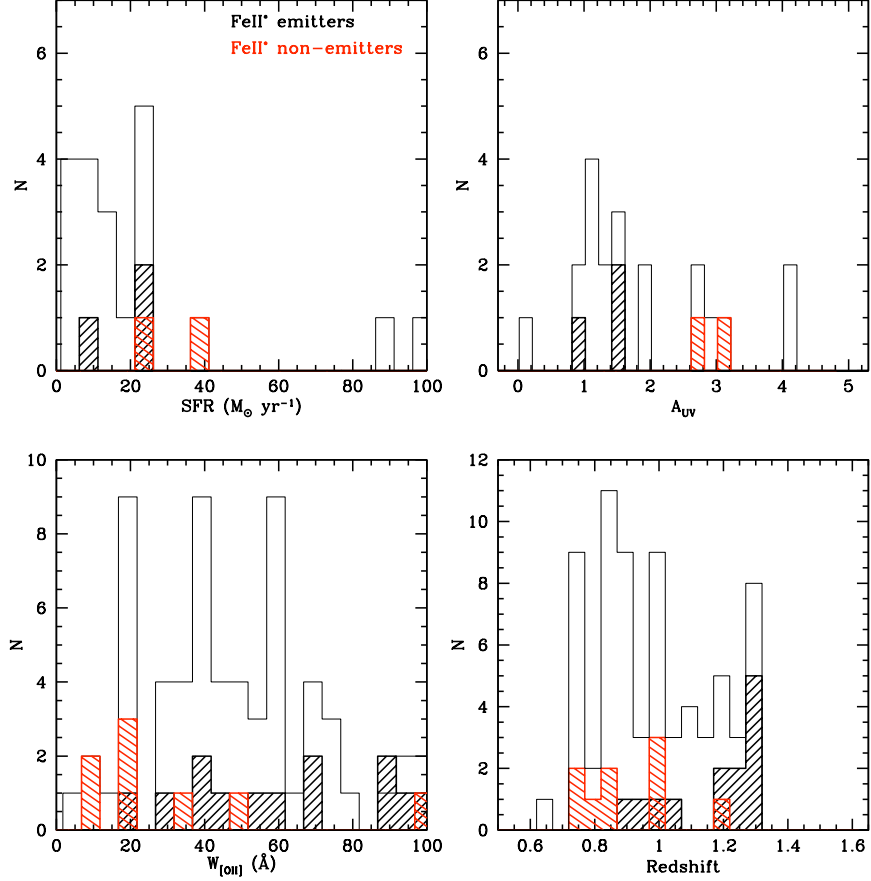 FeII* emitters
FeII* non-emitters
N
6
4
2
0
0 20 40 60 80 100
SFR (M⊙ yr⁻¹)
N
6
4
2
0
0 1 2 3 4 5
A_UV
N
10
8
6
4
2
0
0 20 40 60 80 100
W_[OII] (Å)
N
12
10
8
6
4
2
0
0.6 0.8 1 1.2 1.4 1.6
Redshift